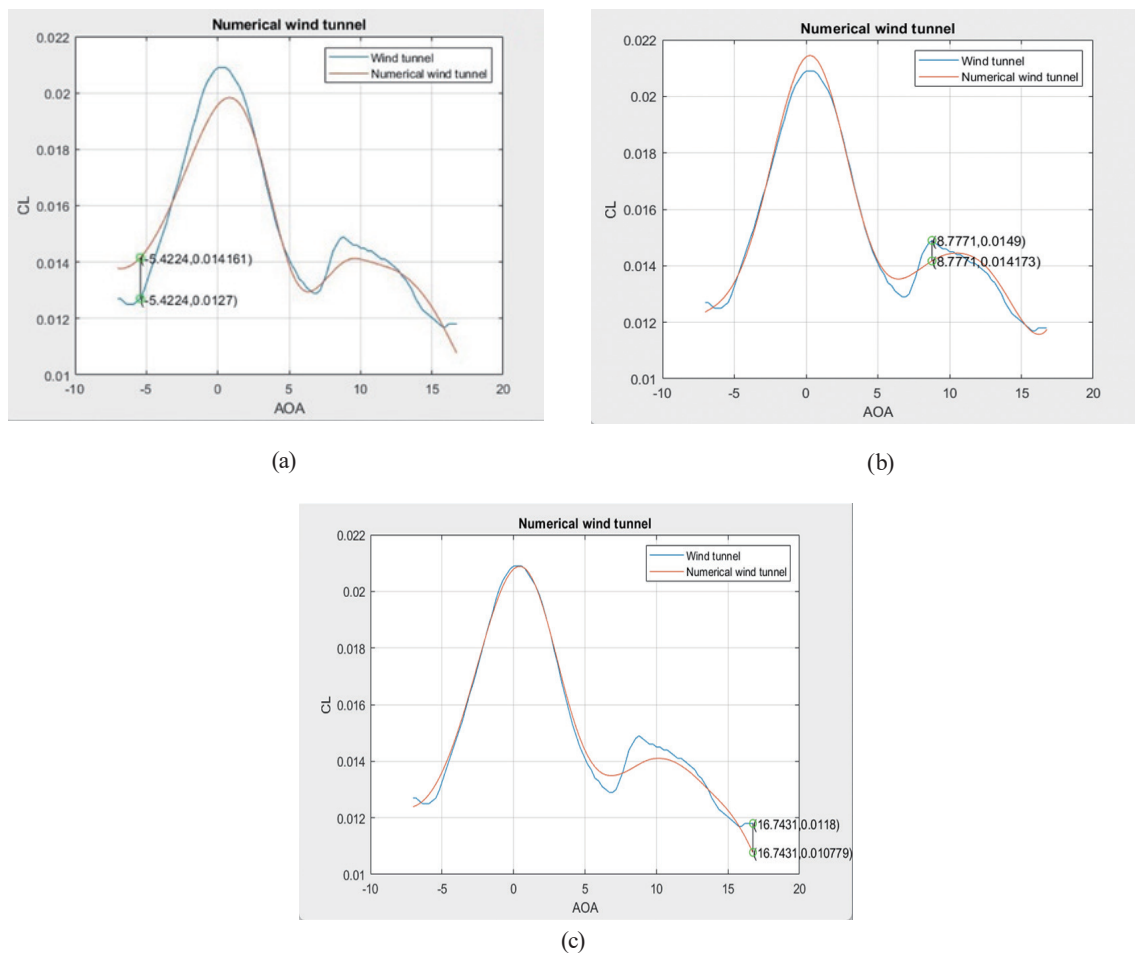 Numerical wind tunnel
0.022
0.02
0.018
0.016
0.014
0.012
0.01
CL
Wind tunnel
Numerical wind tunnel
(-5.4224,0.014161)
(-5.4224,0.0127)
-10 -5 0 5 10 15 20
AOA
(a)
Numerical wind tunnel
0.022
0.02
0.018
0.016
0.014
0.012
0.01
CL
Wind tunnel
Numerical wind tunnel
(8.7771,0.0149)
(8.7771,0.014173)
-10 -5 0 5 10 15 20
AOA
(b)
Numerical wind tunnel
0.022
0.02
0.018
0.016
0.014
0.012
0.01
CL
Wind tunnel
Numerical wind tunnel
(16.7431,0.0118)
(16.7431,0.010779)
-10 -5 0 5 10 15 20
AOA
(c)